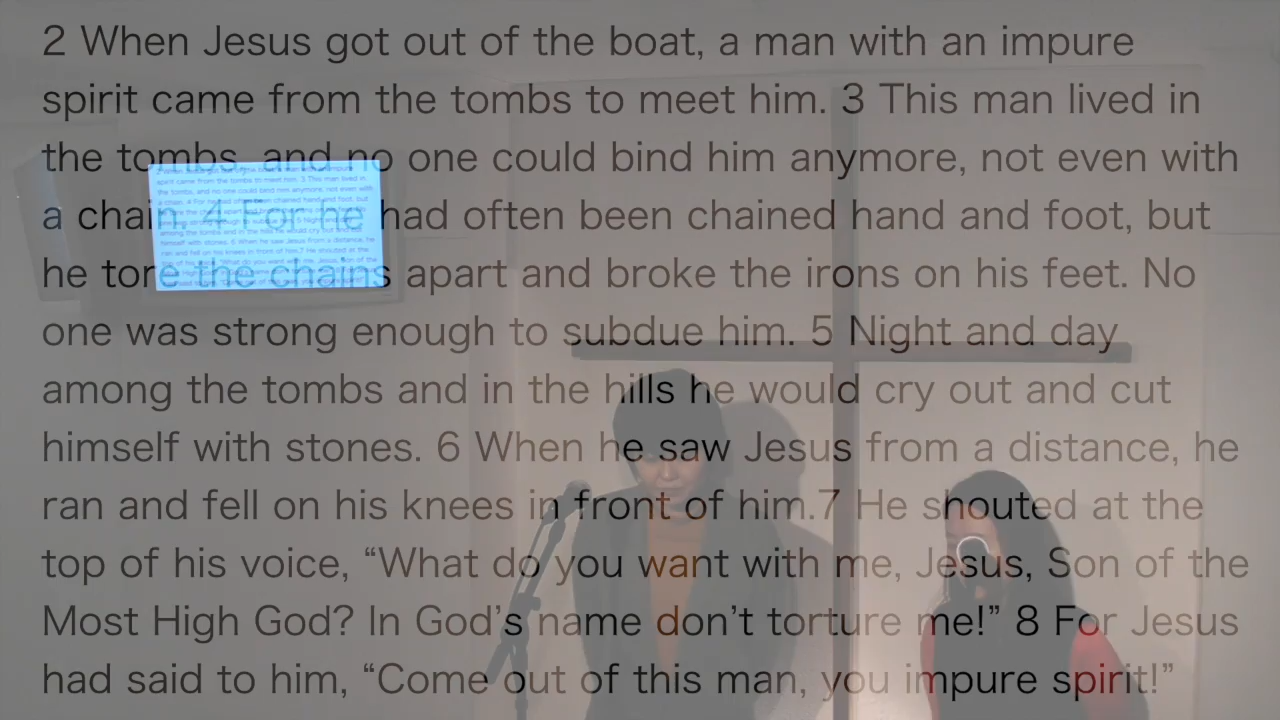 2 When Jesus got out of the boat, a man with an impure
spirit came from the tombs to meet him. 3 This man lived in
the tombs, and no one could bind him anymore, not even with
a chain. 4 For he had often been chained hand and foot, but
he tore the chains apart and broke the irons on his feet. No
one was strong enough to subdue him. 5 Night and day
among the tombs and in the hills he would cry out and cut
himself with stones. 6 When he saw Jesus from a distance, he
ran and fell on his knees in front of him.7 He shouted at the
top of his voice, “What do you want with me, Jesus, Son of the
Most High God? In God’s name don’t torture me!” 8 For Jesus
had said to him, “Come out of this man, you impure spirit!”